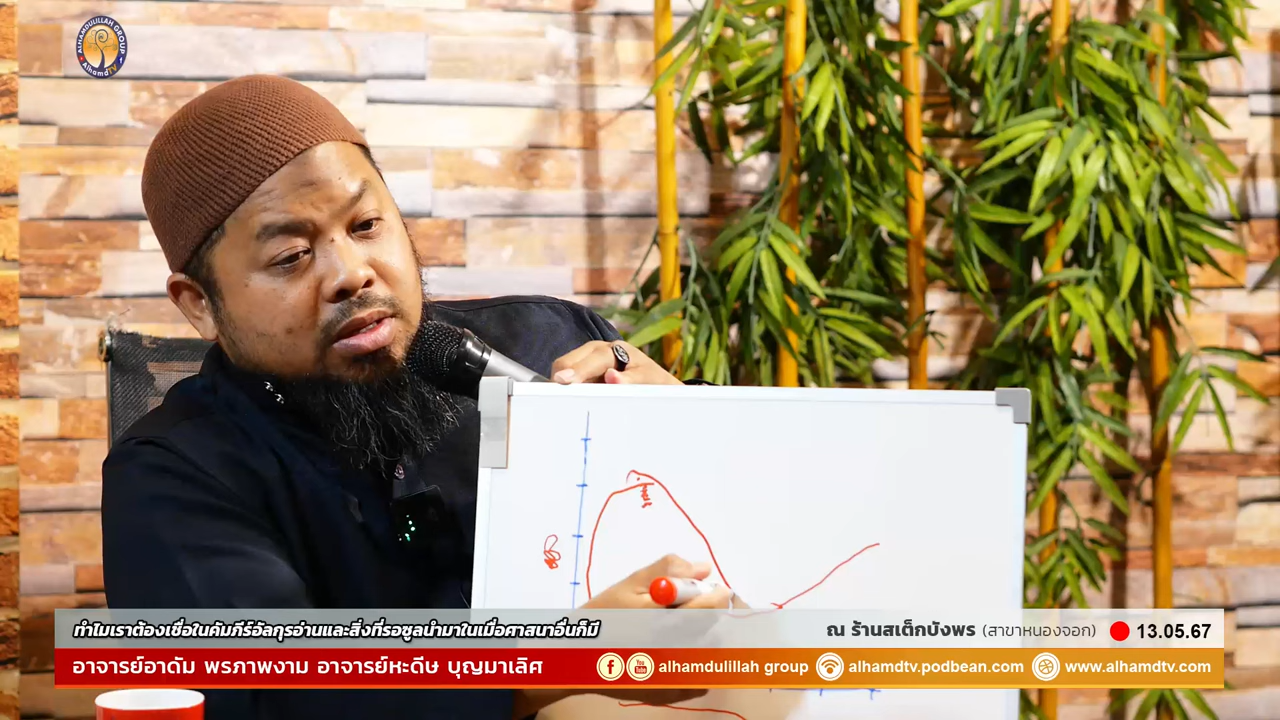 ALHAMDULILLAH GROUP
AlhamdTV
ทำไมเราต้องเชื่อในคัมภีร์อัลกุรอ่านและสิ่งที่รอซูลนำมาในเมื่อศาสนาอื่นก็มี
ณ ร้านสเต็กบังพร (สาขาหนองจอก)
13.05.67
อาจารย์อาดัม พรภาพงาม อาจารย์หะดีษ บุญมาเลิศ
alhamdulillah group
alhamdtv.podbean.com
www.alhamdtv.com